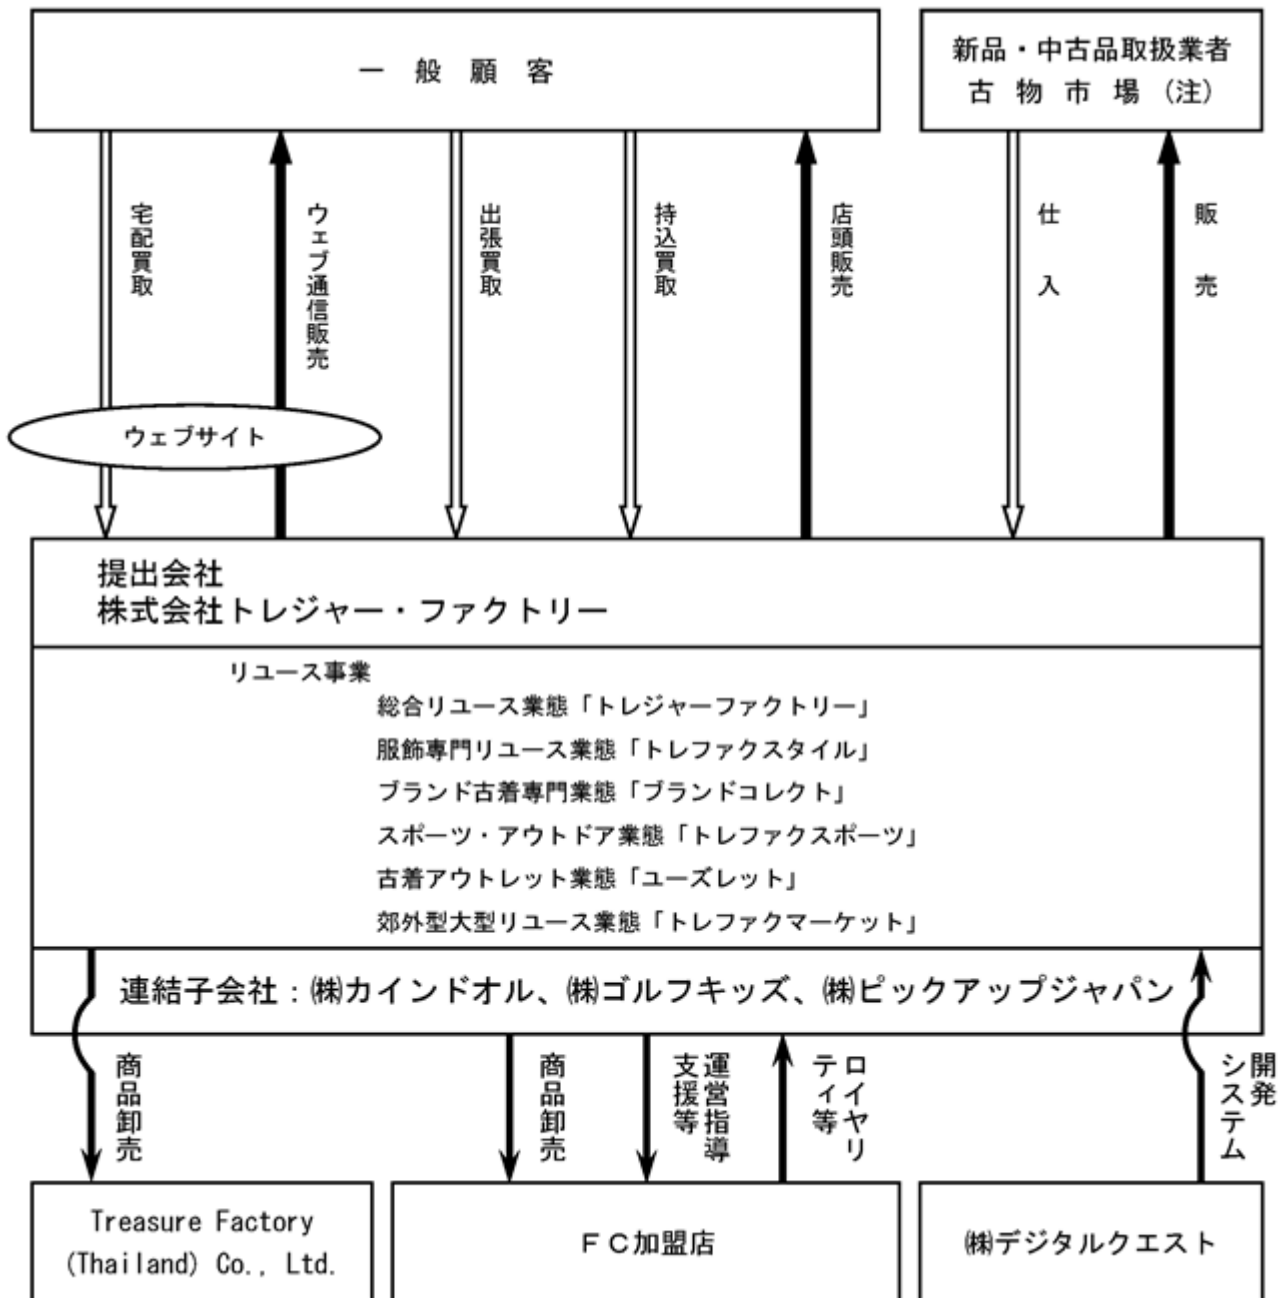 一般顧客
新品・中古品取扱業者
古物市場(注)
宅配買取
ウェブ通信販売
出張買取
持込買取
店頭販売
仕入
販売
ウェブサイト
提出会社
株式会社トレジャー・ファクトリー
リユース事業
総合リユース業態「トレジャーファクトリー」
服飾専門リユース業態「トレファクスタイル」
ブランド古着専門業態「ブランドコレクト」
スポーツ・アウトドア業態「トレファクスポーツ」
古着アウトレット業態「ユーズレット」
郊外型大型リユース業態「トレファクマーケット」
連結子会社：㈱カインドオル、㈱ゴルフキッズ、㈱ピックアップジャパン
商品卸売
商品卸売
運営指導
支援等
ロイヤリ
ティ等
開発
システム
Treasure Factory
(Thailand) Co., Ltd.
ＦＣ加盟店
㈱デジタルクエスト